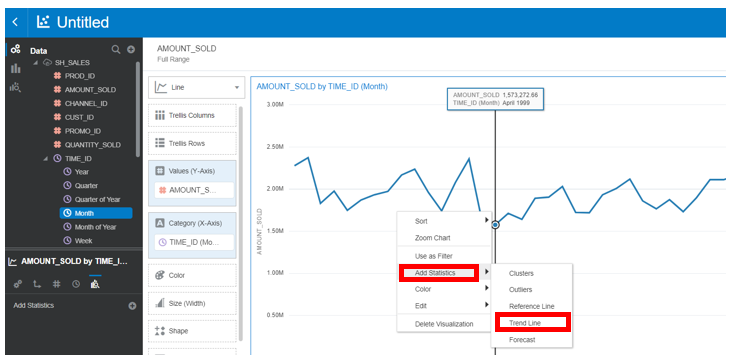 Untitled
Data
SH_SALES
PROD_ID
AMOUNT_SOLD
CHANNEL_ID
CUST_ID
PROMO_ID
QUANTITY_SOLD
TIME_ID
Year
Quarter
Quarter of Year
Month
Month of Year
Week
AMOUNT_SOLD by TIME_I...
Add Statistics
AMOUNT_SOLD
Full Range
Line
Trellis Columns
Trellis Rows
Values (Y-Axis)
AMOUNT_S...
Category (X-Axis)
TIME_ID (Mo...
Color
Size (Width)
Shape
AMOUNT_SOLD by TIME_ID (Month)
AMOUNT_SOLD 1,573,272.66
TIME_ID (Month) April 1999
3.00M
2.50M
2.00M
1.50M
1.00M
0.50M
AMOUNT_SOLD
Sort
Zoom Chart
Use as Filter
Add Statistics
Color
Edit
Delete Visualization
Clusters
Outliers
Reference Line
Trend Line
Forecast